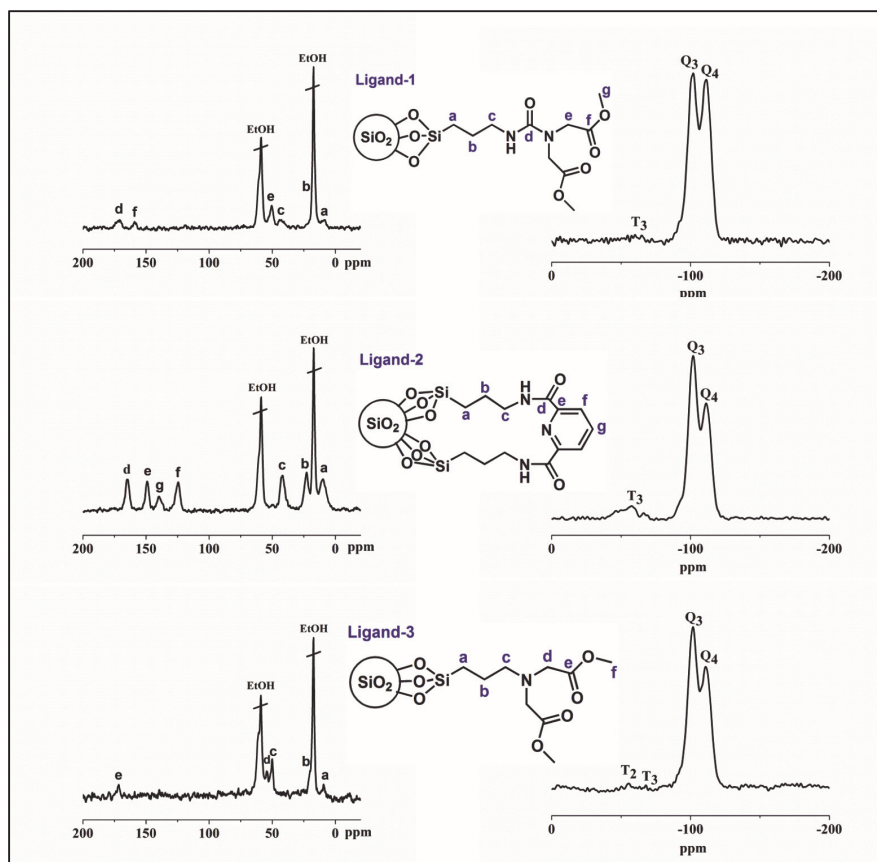 EtOH
EtOH
d
f
e
c
b
a
200
150
100
50
0 ppm
Ligand-1
SiO2
O
O
O
Si
a
b
c
N
H
O
d
N
e
f
O
O
g
O
O
Q3
Q4
T3
0
-100
-200
ppm
EtOH
EtOH
d
e
g
f
c
b
a
200
150
100
50
0 ppm
Ligand-2
SiO2
O
O
O
Si
a
b
c
NH
O
d
e
f
g
N
O
O
O
Si
NH
O
Q3
Q4
T3
0
-100
-200
ppm
EtOH
EtOH
e
d
c
b
a
200
150
100
50
0 ppm
Ligand-3
SiO2
O
O
O
Si
a
b
c
N
d
e
O
O
f
O
O
Q3
Q4
T2
T3
0
-100
-200
ppm